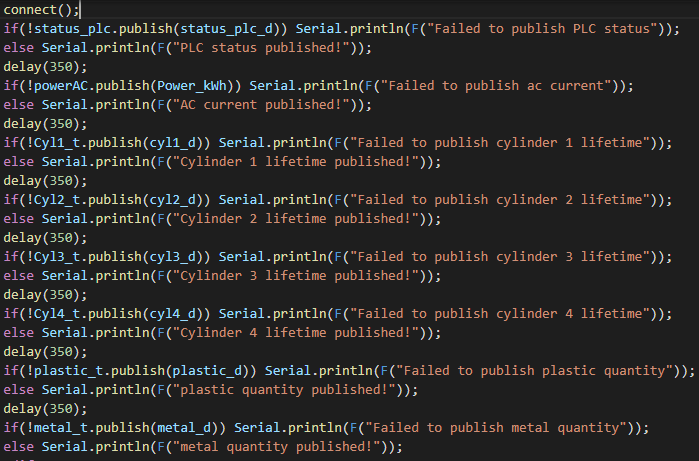 connect();
if(!status_plc.publish(status_plc_d)) Serial.println(F("Failed to publish PLC status"));
else Serial.println(F("PLC status published!"));
delay(350);
if(!powerAC.publish(Power_kWh)) Serial.println(F("Failed to publish ac current"));
else Serial.println(F("AC current published!"));
delay(350);
if(!Cyl1_t.publish(cyl1_d)) Serial.println(F("Failed to publish cylinder 1 lifetime"));
else Serial.println(F("Cylinder 1 lifetime published!"));
delay(350);
if(!Cyl2_t.publish(cyl2_d)) Serial.println(F("Failed to publish cylinder 2 lifetime"));
else Serial.println(F("Cylinder 2 lifetime published!"));
delay(350);
if(!Cyl3_t.publish(cyl3_d)) Serial.println(F("Failed to publish cylinder 3 lifetime"));
else Serial.println(F("Cylinder 3 lifetime published!"));
delay(350);
if(!Cyl4_t.publish(cyl4_d)) Serial.println(F("Failed to publish cylinder 4 lifetime"));
else Serial.println(F("Cylinder 4 lifetime published!"));
delay(350);
if(!plastic_t.publish(plastic_d)) Serial.println(F("Failed to publish plastic quantity"));
else Serial.println(F("plastic quantity published!"));
delay(350);
if(!metal_t.publish(metal_d)) Serial.println(F("Failed to publish metal quantity"));
else Serial.println(F("metal quantity published!"));